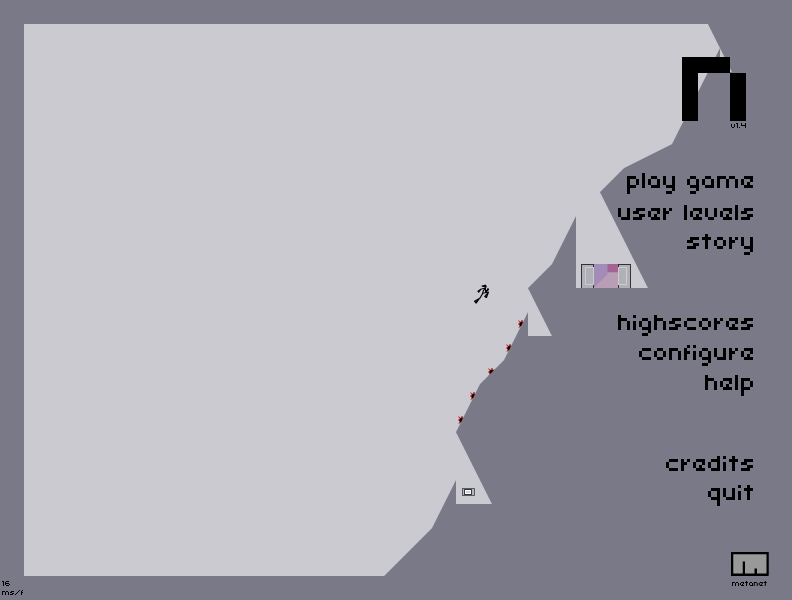 n
v1.4
play game
user levels
story
highscores
configure
help
credits
quit
metanet
16
ms/f